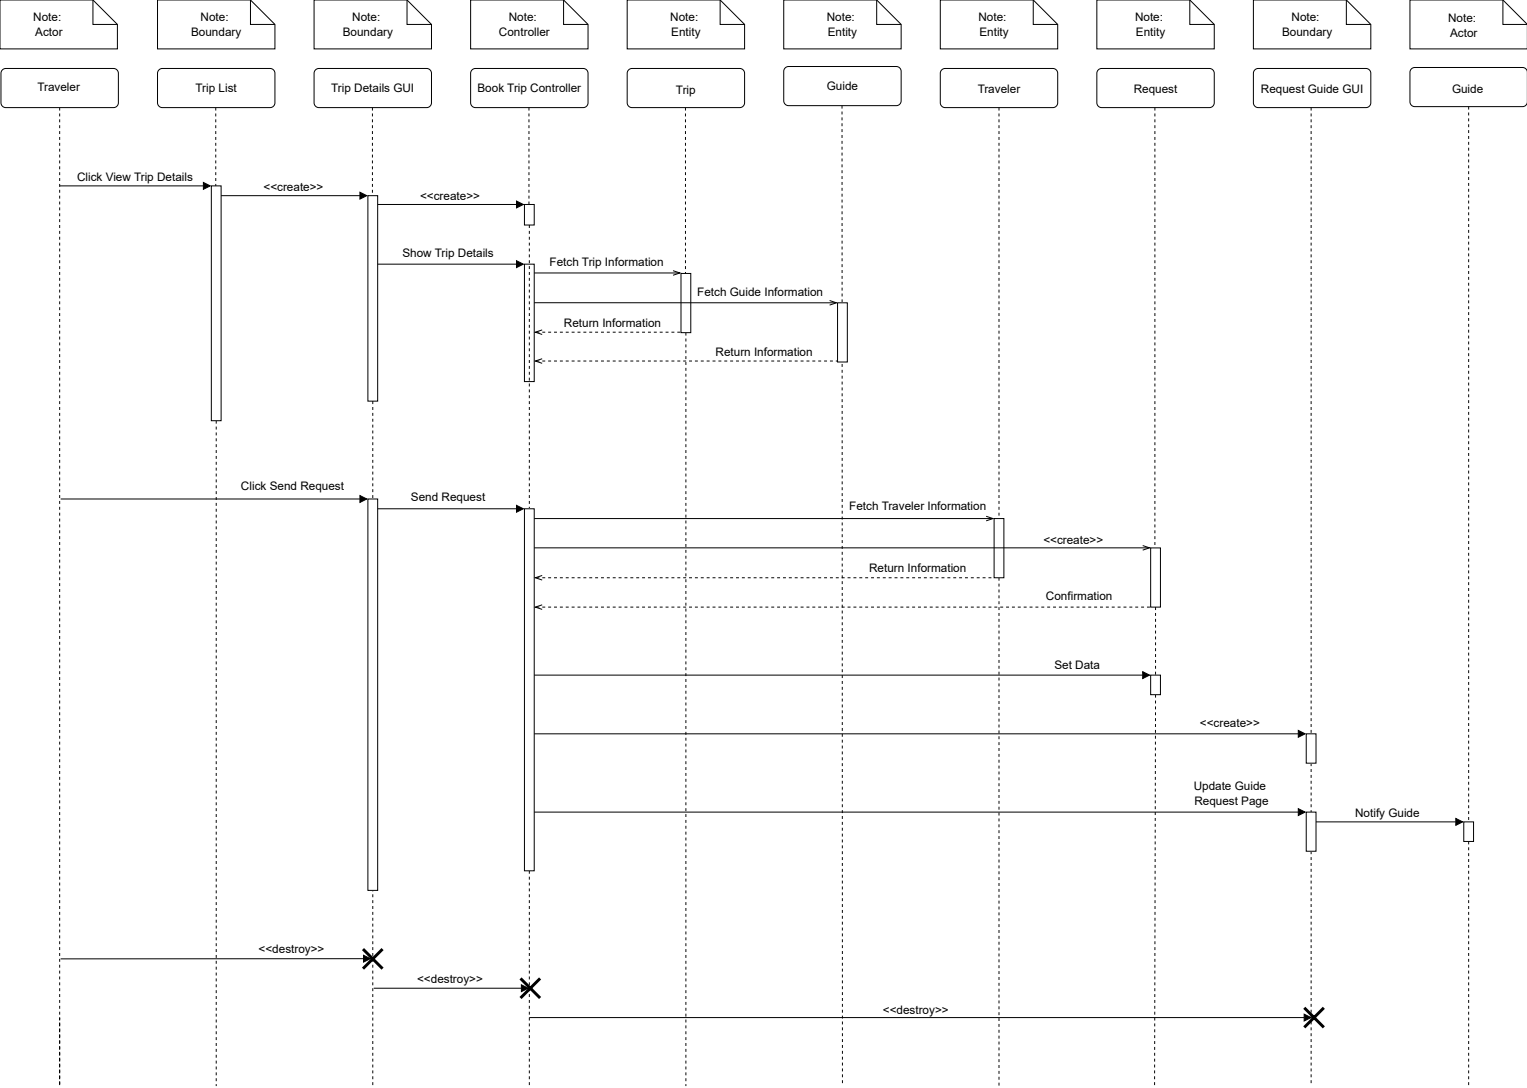 Note:
Actor
Note:
Boundary
Note:
Boundary
Note:
Controller
Note:
Entity
Note:
Entity
Note:
Entity
Note:
Entity
Note:
Boundary
Note:
Actor
Traveler
Trip List
Trip Details GUI
Book Trip Controller
Trip
Guide
Traveler
Request
Request Guide GUI
Guide
Click View Trip Details
<<create>>
<<create>>
Show Trip Details
Fetch Trip Information
Fetch Guide Information
Return Information
Return Information
Click Send Request
Send Request
Fetch Traveler Information
<<create>>
Return Information
Confirmation
Set Data
<<create>>
Update Guide
Request Page
Notify Guide
<<destroy>>
<<destroy>>
<<destroy>>